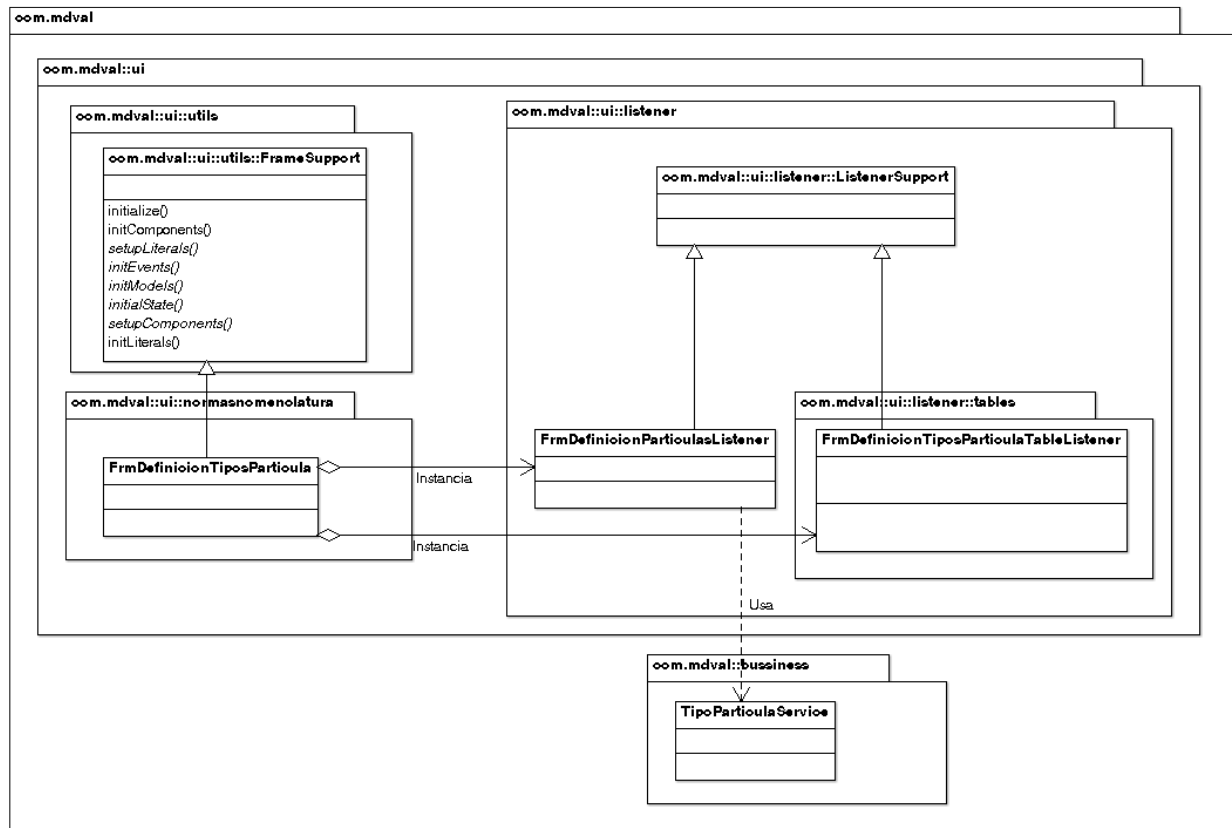 com.mdval
com.mdval::ui
com.mdval::ui::utils
com.mdval::ui::listener
com.mdval::ui::utils::FrameSupport
initialize()
initComponents()
setupLiterals()
initEvents()
initModels()
initialState()
setupComponents()
initLiterals()
com.mdval::ui::listener::ListenerSupport
com.mdval::ui::normasnomenolatura
com.mdval::ui::listener::tables
FrmDefinicionTiposParticula
FrmDefinicionParticulasListener
FrmDefinicionTiposParticulaTableListener
Instancia
Instancia
Usa
com.mdval::bussiness
TipoParticulaService